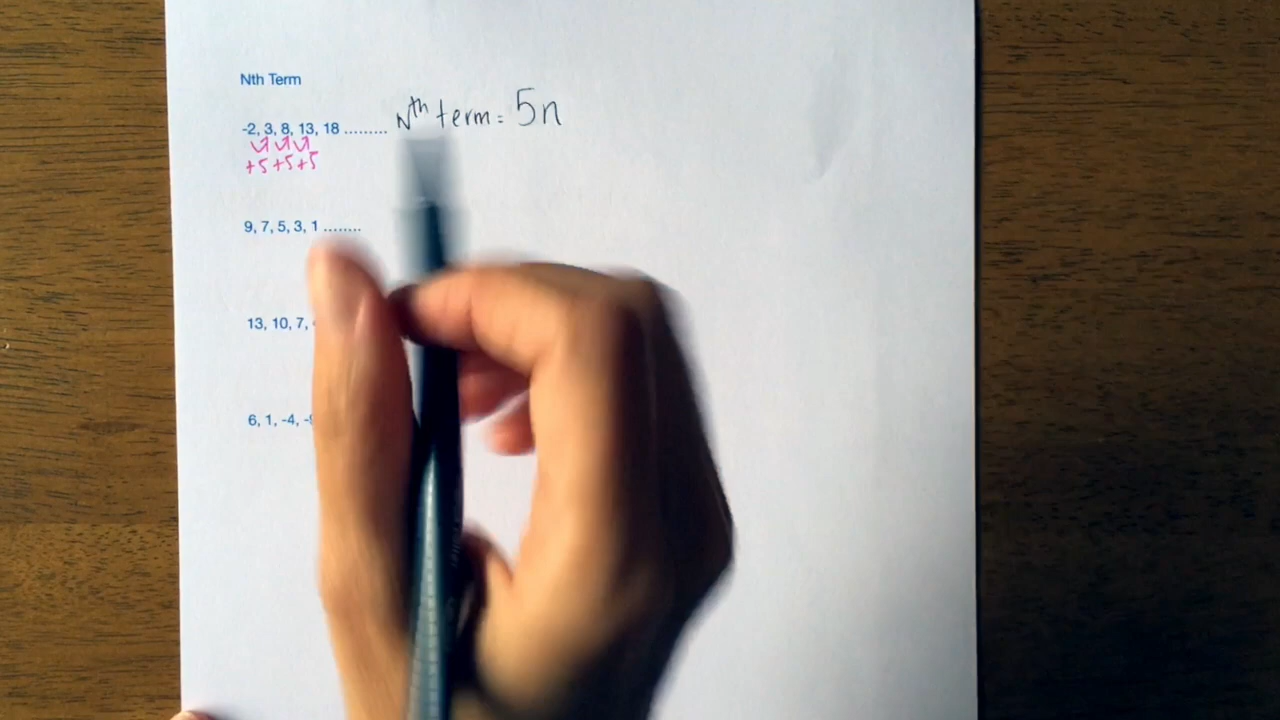 Nth Term
-2, 3, 8, 13, 18 ......... Nth term = 5n
+5 +5 +5
9, 7, 5, 3, 1 ........
13, 10, 7,
6, 1, -4,